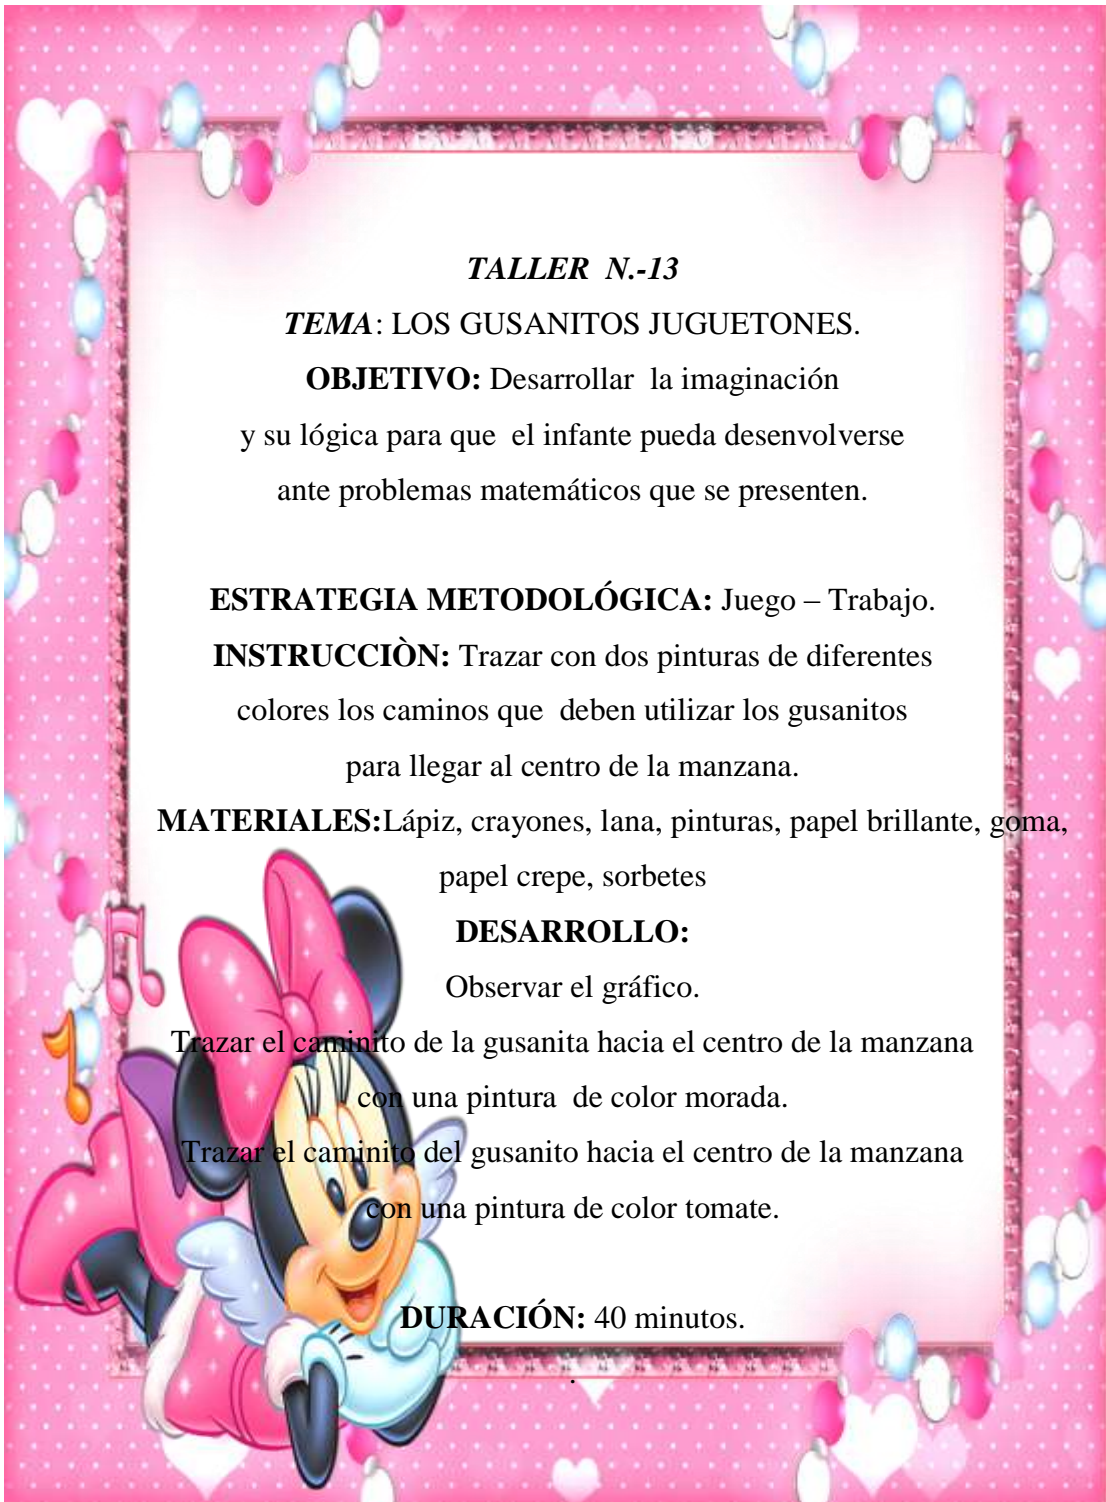 TALLER N.-13
TEMA: LOS GUSANITOS JUGUETONES.
OBJETIVO: Desarrollar la imaginación
y su lógica para que el infante pueda desenvolverse
ante problemas matemáticos que se presenten.
ESTRATEGIA METODOLÓGICA: Juego – Trabajo.
INSTRUCCIÒN: Trazar con dos pinturas de diferentes
colores los caminos que deben utilizar los gusanitos
para llegar al centro de la manzana.
MATERIALES:Lápiz, crayones, lana, pinturas, papel brillante, goma,
papel crepe, sorbetes
DESARROLLO:
Observar el gráfico.
Trazar el caminito de la gusanita hacia el centro de la manzana
con una pintura de color morada.
Trazar el caminito del gusanito hacia el centro de la manzana
con una pintura de color tomate.
DURACIÓN: 40 minutos.
.